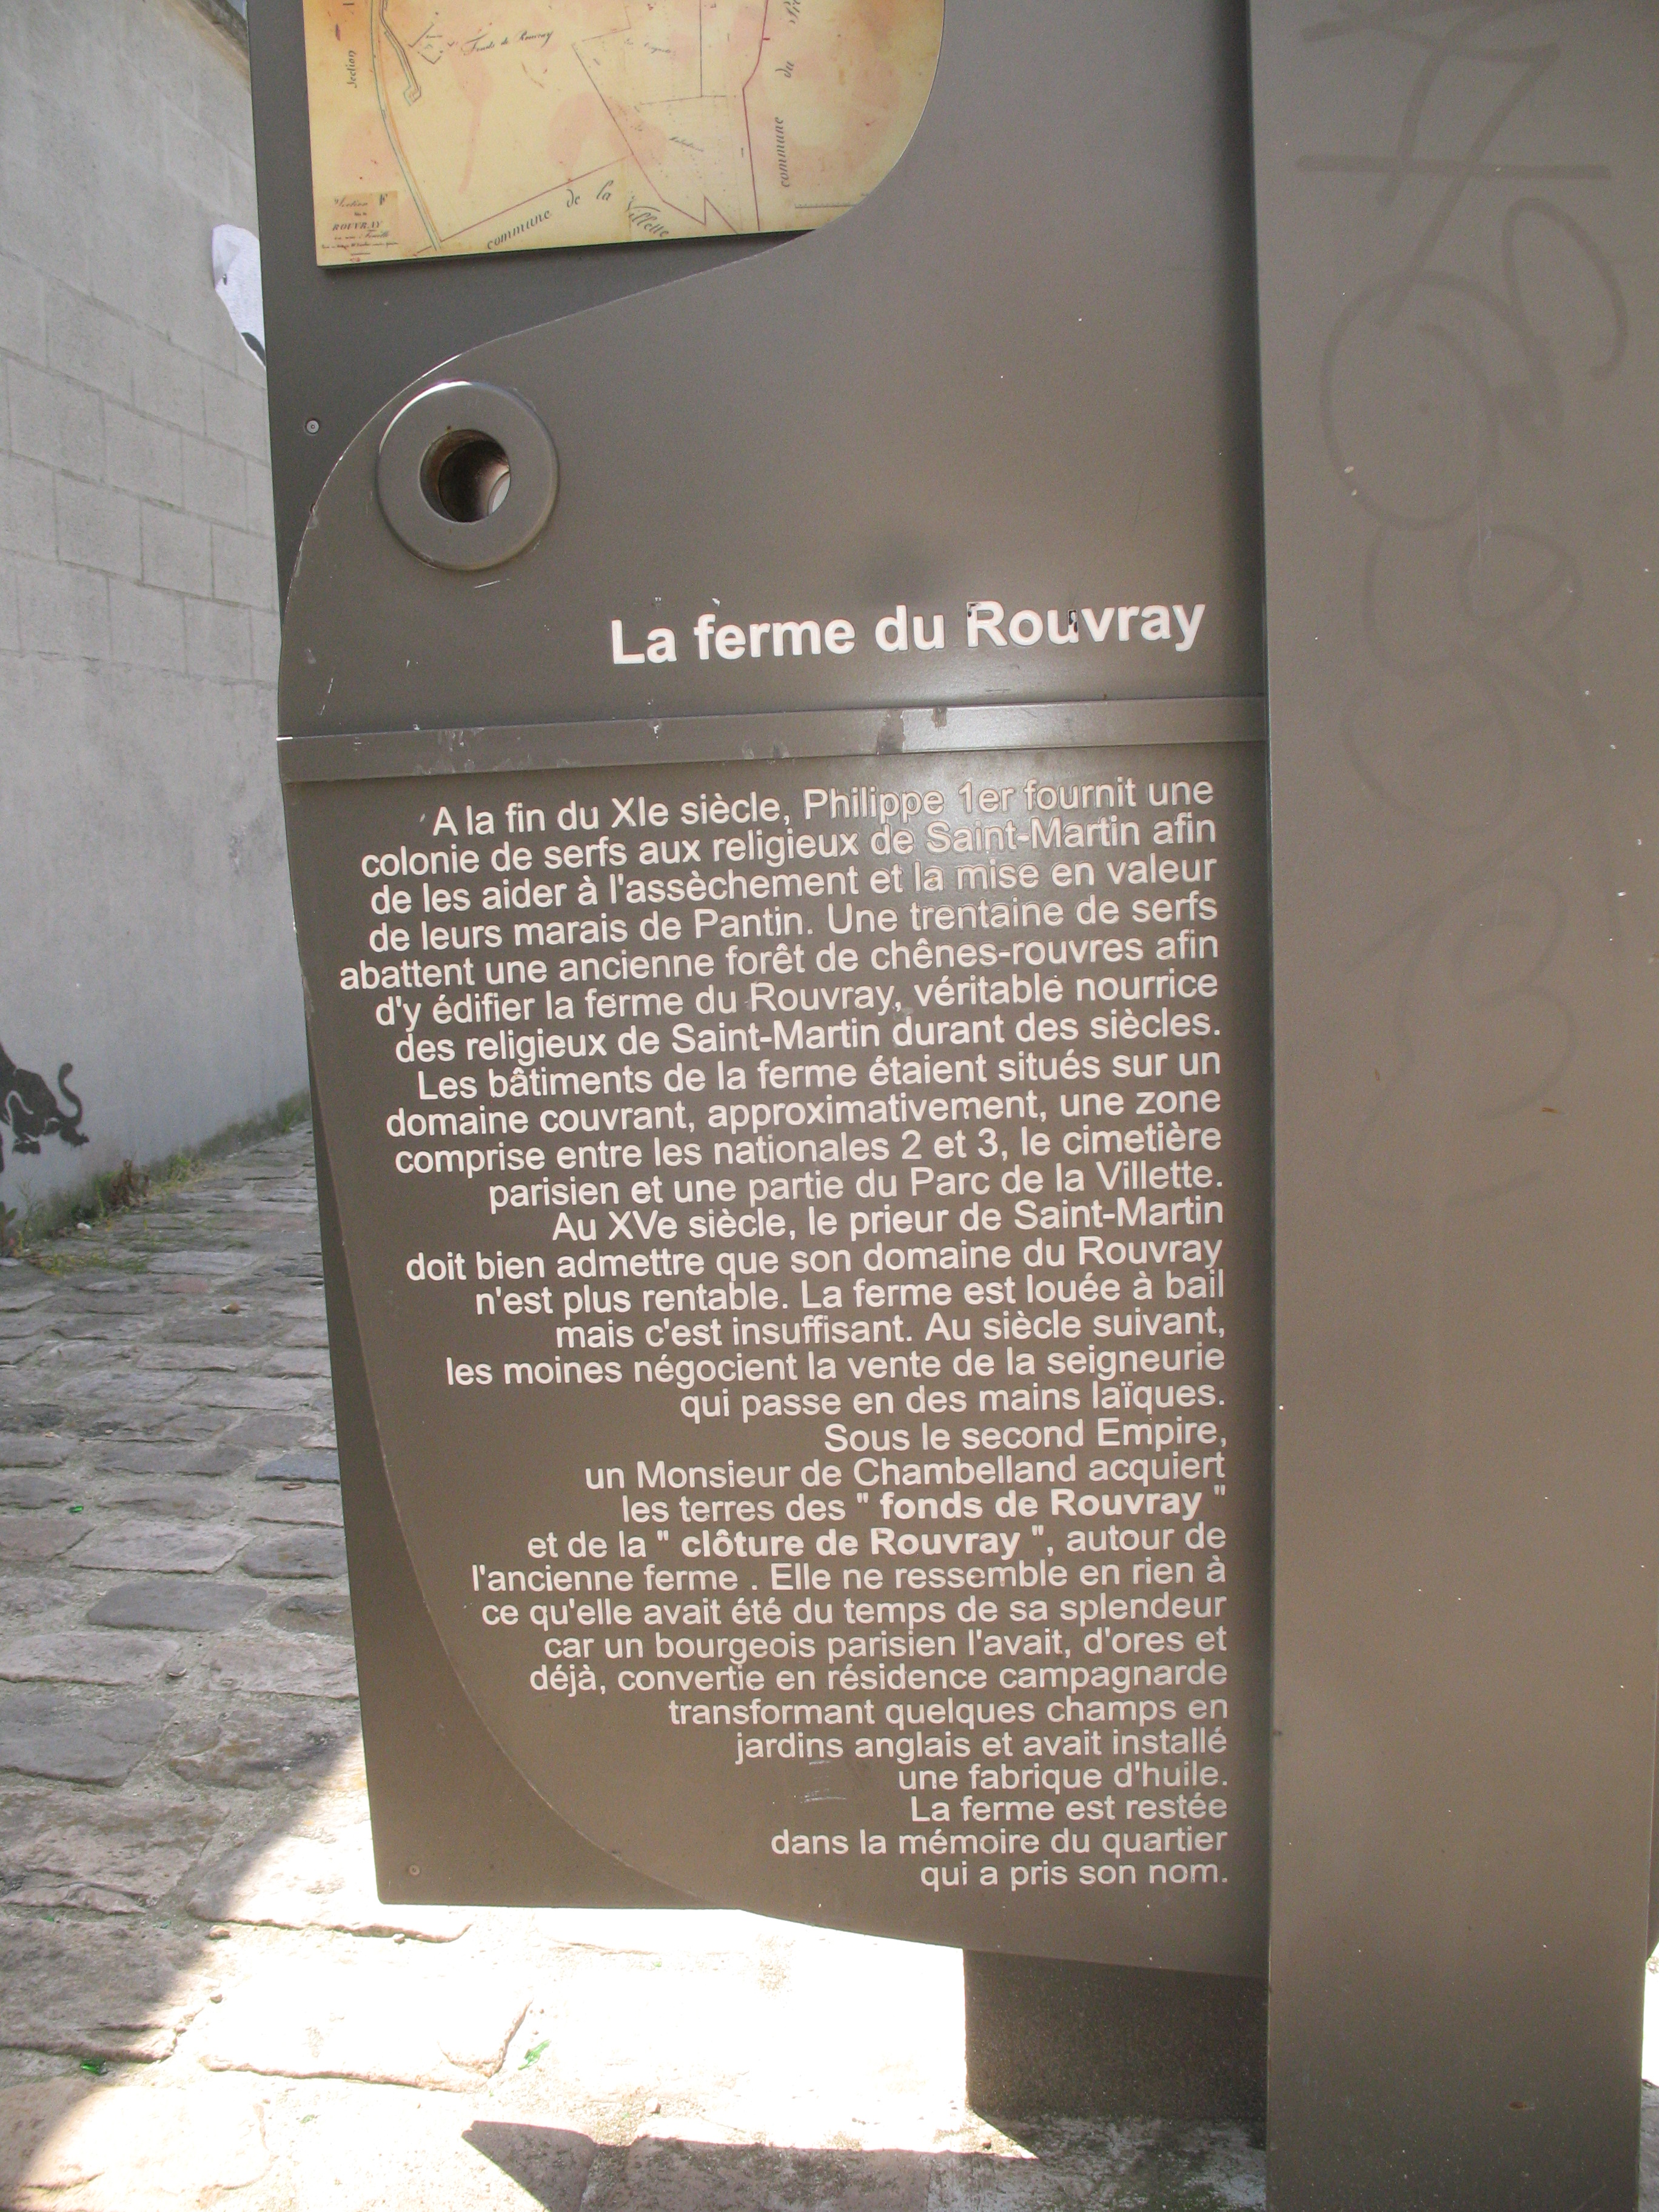 Section
Fonds de Rouvray
commune du
commune de la Villette
Section F
ROUVRAY
La ferme du Rouvray
A la fin du XIe siècle, Philippe 1er fournit une
colonie de serfs aux religieux de Saint-Martin afin
de les aider à l'assèchement et la mise en valeur
de leurs marais de Pantin. Une trentaine de serfs
abattent une ancienne forêt de chênes-rouvres afin
d'y édifier la ferme du Rouvray, véritable nourrice
des religieux de Saint-Martin durant des siècles.
Les bâtiments de la ferme étaient situés sur un
domaine couvrant, approximativement, une zone
comprise entre les nationales 2 et 3, le cimetière
parisien et une partie du Parc de la Villette.
Au XVe siècle, le prieur de Saint-Martin
doit bien admettre que son domaine du Rouvray
n'est plus rentable. La ferme est louée à bail
mais c'est insuffisant. Au siècle suivant,
les moines négocient la vente de la seigneurie
qui passe en des mains laïques.
Sous le second Empire,
un Monsieur de Chambelland acquiert
les terres des " fonds de Rouvray "
et de la " clôture de Rouvray ", autour de
l'ancienne ferme . Elle ne ressemble en rien à
ce qu'elle avait été du temps de sa splendeur
car un bourgeois parisien l'avait, d'ores et
déjà, convertie en résidence campagnarde
transformant quelques champs en
jardins anglais et avait installé
une fabrique d'huile.
La ferme est restée
dans la mémoire du quartier
qui a pris son nom.